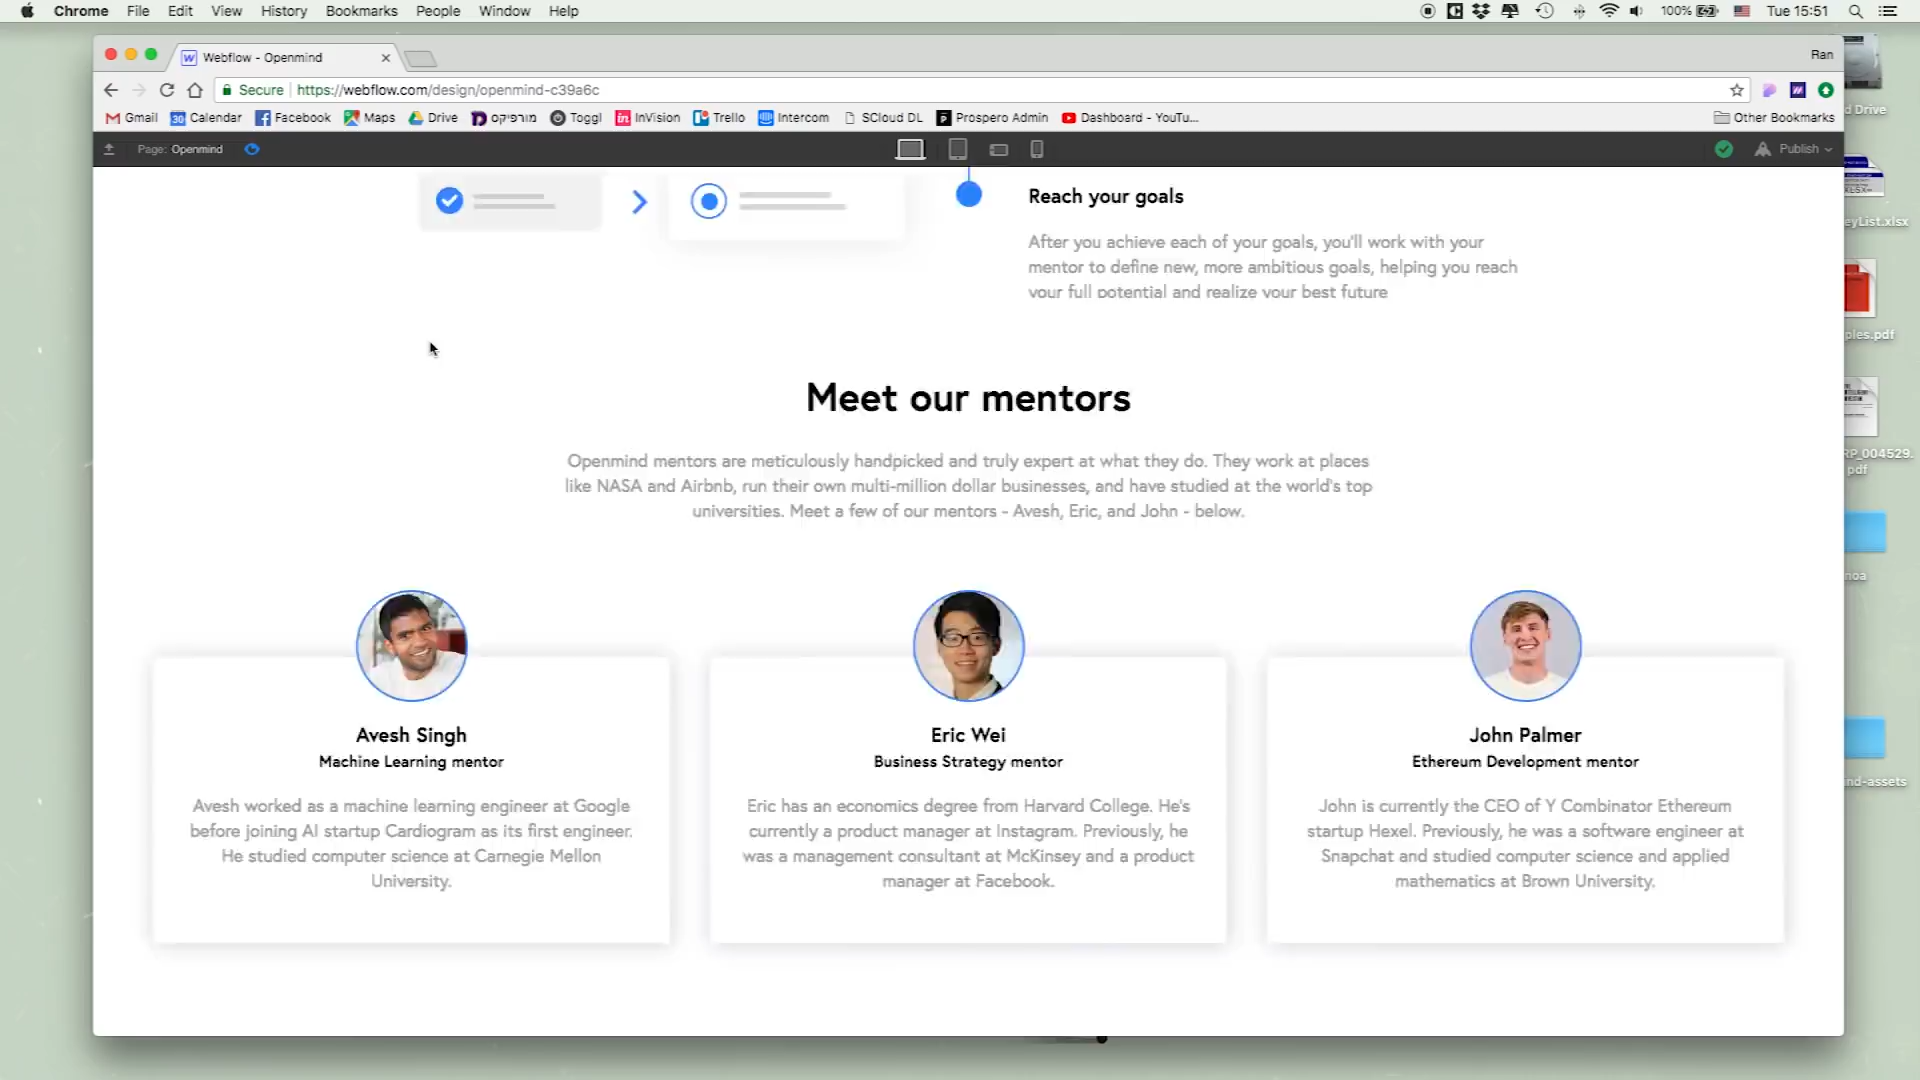 Chrome File Edit View History Bookmarks People Window Help 100% Tue 15:51
Webflow - Openmind Ran
Secure https://webflow.com/design/openmind-c39a6c
Gmail Calendar Facebook Maps Drive מורפיקס Toggl InVision Trello Intercom SCloud DL Prospero Admin Dashboard - YouTu... Other Bookmarks
Page: Openmind Publish
Reach your goals
After you achieve each of your goals, you'll work with your
mentor to define new, more ambitious goals, helping you reach
your full potential and realize your best future
Meet our mentors
Openmind mentors are meticulously handpicked and truly expert at what they do. They work at places
like NASA and Airbnb, run their own multi-million dollar businesses, and have studied at the world's top
universities. Meet a few of our mentors - Avesh, Eric, and John - below.
Avesh Singh
Machine Learning mentor
Avesh worked as a machine learning engineer at Google
before joining AI startup Cardiogram as its first engineer.
He studied computer science at Carnegie Mellon
University.
Eric Wei
Business Strategy mentor
Eric has an economics degree from Harvard College. He's
currently a product manager at Instagram. Previously, he
was a management consultant at McKinsey and a product
manager at Facebook.
John Palmer
Ethereum Development mentor
John is currently the CEO of Y Combinator Ethereum
startup Hexel. Previously, he was a software engineer at
Snapchat and studied computer science and applied
mathematics at Brown University.
d Drive
eyList.xlsx
ples.pdf
RP_004529.
pdf
noa
nd-assets